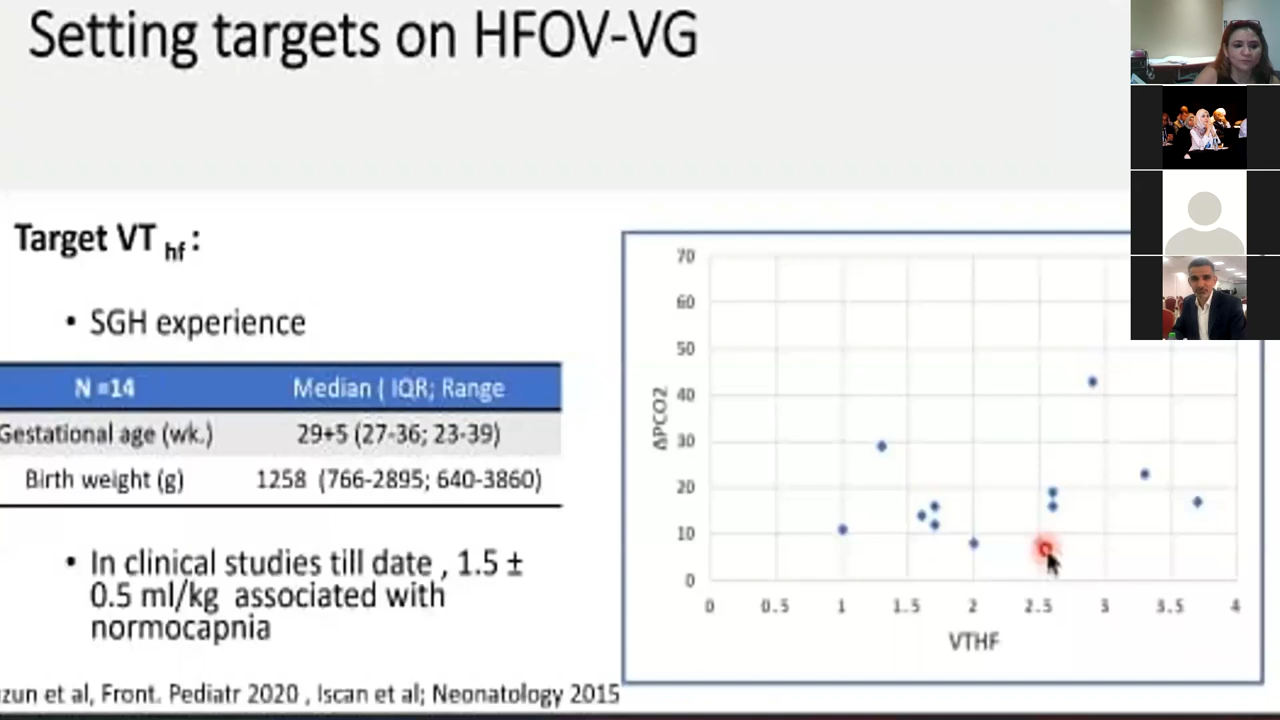 Setting targets on HFOV-VG
Target VT hf :
• SGH experience
N =14 Median ( IQR; Range
Gestational age (wk.) 29+5 (27-36; 23-39)
Birth weight (g) 1258 (766-2895; 640-3860)
• In clinical studies till date , 1.5 ±
0.5 ml/kg associated with
normocapnia
zun et al, Front. Pediatr 2020 , Iscan et al; Neonatology 2015
70
60
50
40
30
20
10
0
ΔPCO2
0 0.5 1 1.5 2 2.5 3 3.5 4
VTHF